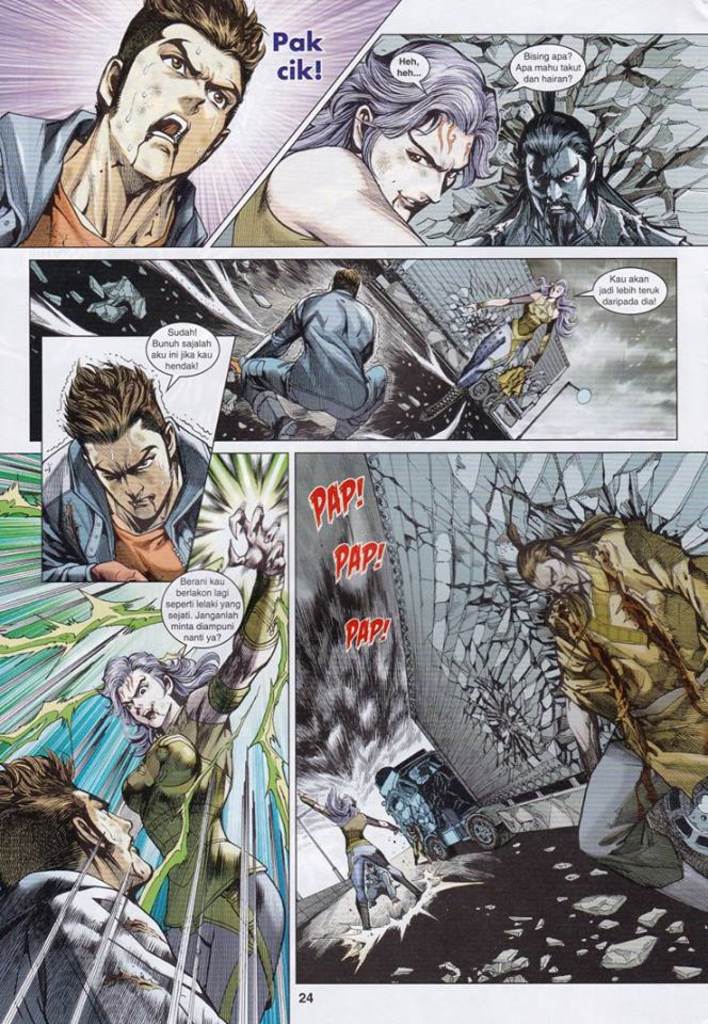 Pak
cik!
Heh,
heh...
Bising apa?
Apa mahu takut
dan hairan?
Kau akan
jadi lebih teruk
daripada dia!
Sudah!
Bunuh sajalah
aku ini jika kau
hendak!
Berani kau
berlakon lagi
seperti lelaki yang
sejati. Janganlah
minta diampuni
nanti ya?
PAP!
PAP!
PAP!
24